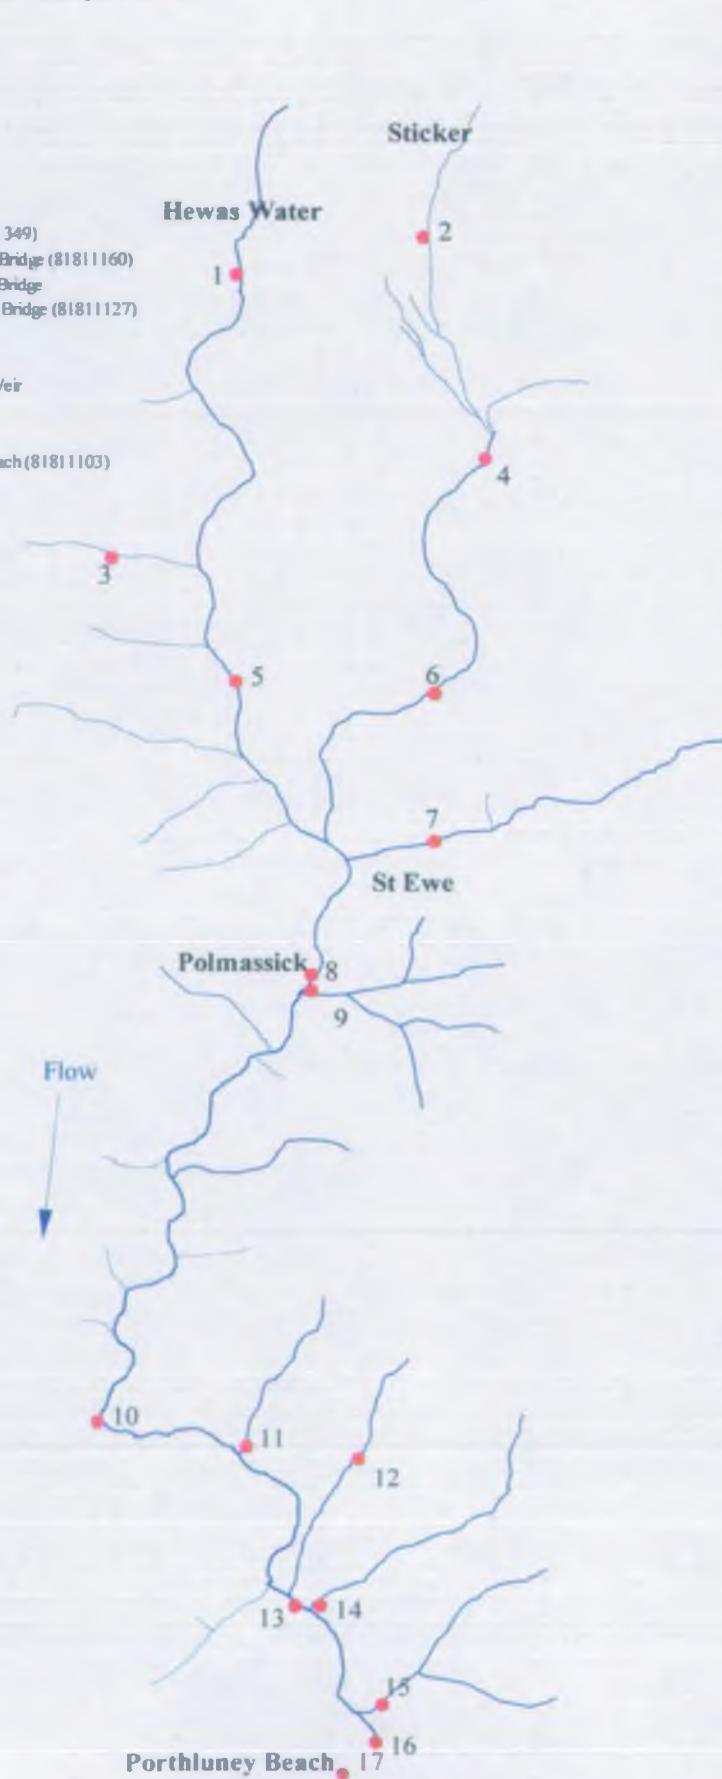 Sticker
Hewas Water
349)
2
Bridge (81811160)
1
Bridge
Bridge (81811127)
ach (81811103)
4
3
5
6
7
St Ewe
Polmassick
8
9
Flow
10
11
12
13
14
15
16
Porthluney Beach
17